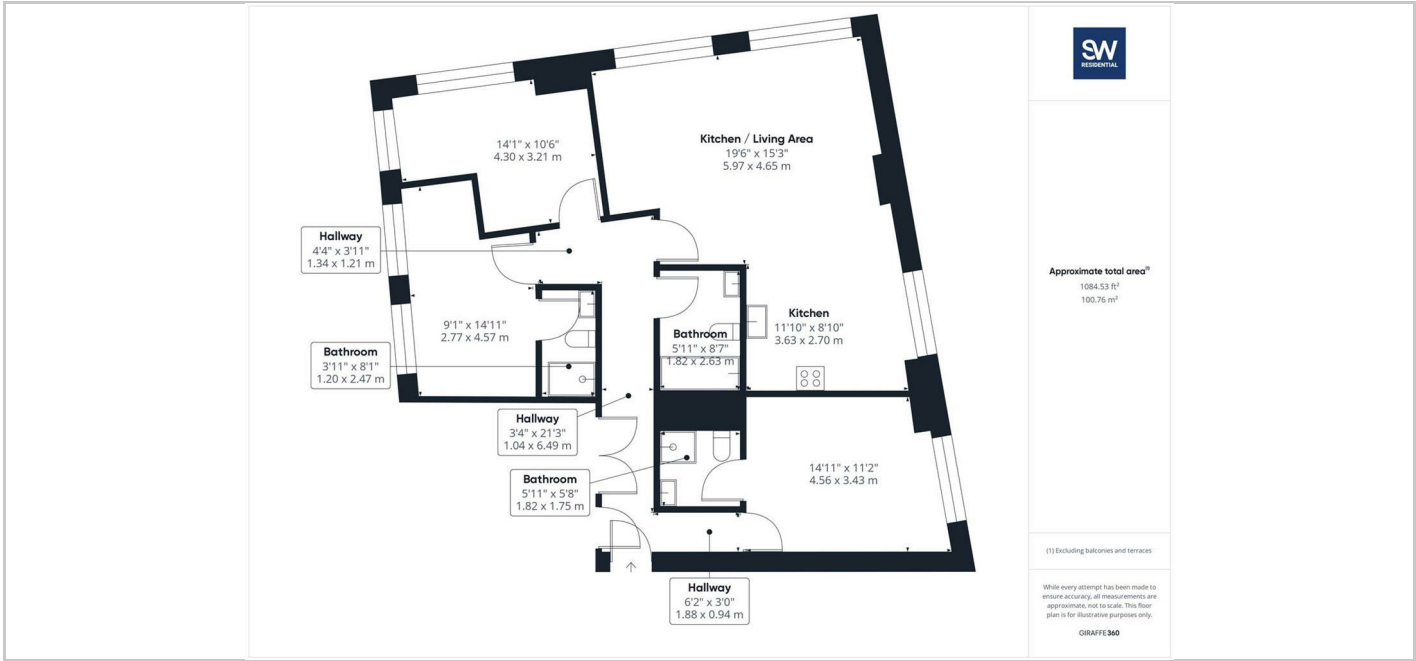 14'1" x 10'6"
4.30 x 3.21 m
Kitchen / Living Area
19'6" x 15'3"
5.97 x 4.65 m
Hallway
4'4" x 3'11"
1.34 x 1.21 m
9'1" x 14'11"
2.77 x 4.57 m
Bathroom
3'11" x 8'1"
1.20 x 2.47 m
Bathroom
5'11" x 8'7"
1.82 x 2.63 m
Kitchen
11'10" x 8'10"
3.63 x 2.70 m
Hallway
3'4" x 21'3"
1.04 x 6.49 m
Bathroom
5'11" x 5'8"
1.82 x 1.75 m
14'11" x 11'2"
4.56 x 3.43 m
Hallway
6'2" x 3'0"
1.88 x 0.94 m
SW
RESIDENTIAL
Approximate total area⁽¹⁾
1084.53 ft²
100.76 m²
(1) Excluding balconies and terraces
While every attempt has been made to
ensure accuracy, all measurements are
approximate, not to scale. This floor
plan is for illustrative purposes only.
GIRAFFE360